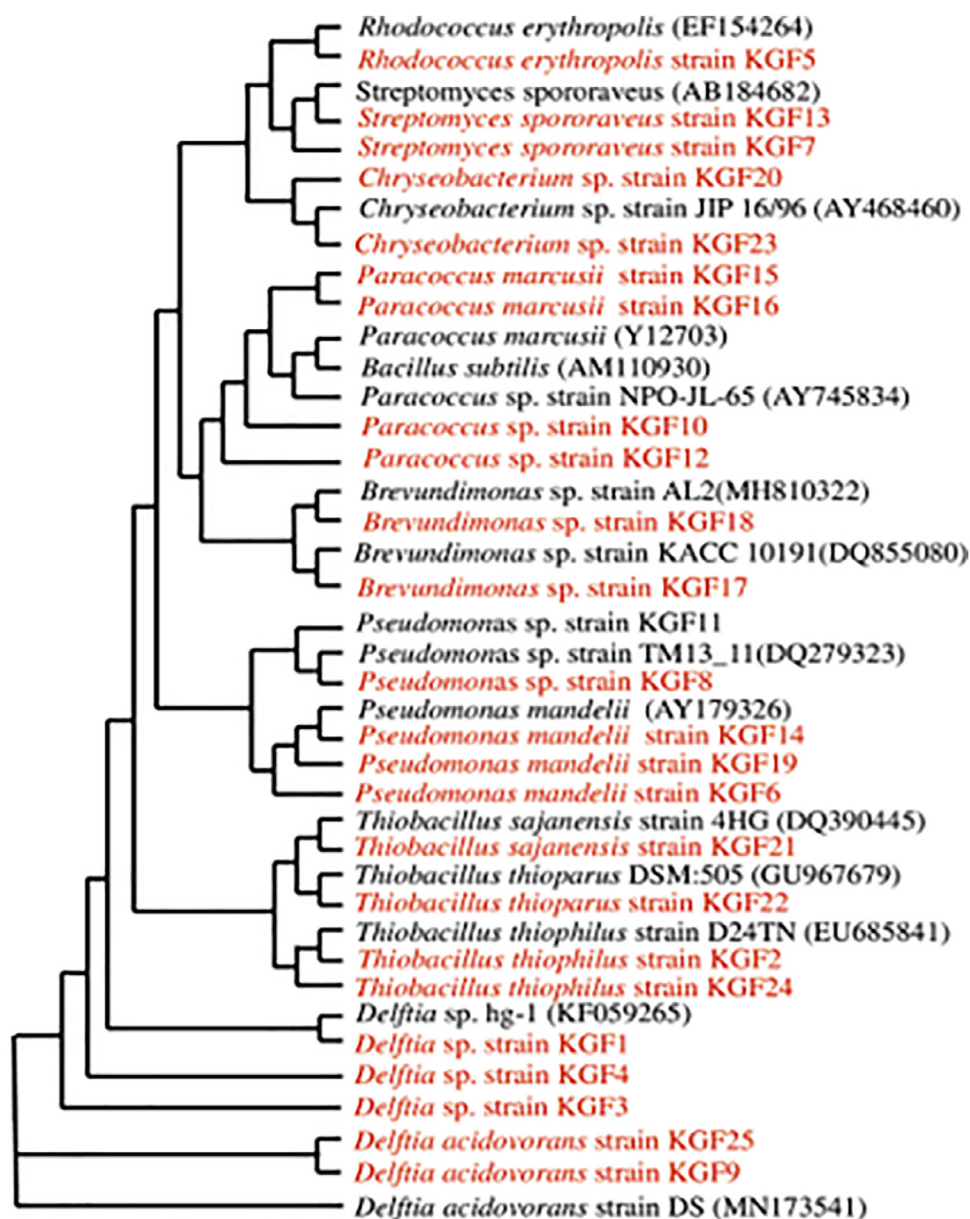 Rhodococcus erythropolis (EF154264)
Rhodococcus erythropolis strain KGF5
Streptomyces spororaveus (AB184682)
Streptomyces spororaveus strain KGF13
Streptomyces spororaveus strain KGF7
Chryseobacterium sp. strain KGF20
Chryseobacterium sp. strain JIP 16/96 (AY468460)
Chryseobacterium sp. strain KGF23
Paracoccus marcusii strain KGF15
Paracoccus marcusii strain KGF16
Paracoccus marcusii (Y12703)
Bacillus subtilis (AM110930)
Paracoccus sp. strain NPO-JL-65 (AY745834)
Paracoccus sp. strain KGF10
Paracoccus sp. strain KGF12
Brevundimonas sp. strain AL2(MH810322)
Brevundimonas sp. strain KGF18
Brevundimonas sp. strain KACC 10191(DQ855080)
Brevundimonas sp. strain KGF17
Pseudomonas sp. strain KGF11
Pseudomonas sp. strain TM13_11(DQ279323)
Pseudomonas sp. strain KGF8
Pseudomonas mandelii (AY179326)
Pseudomonas mandelii strain KGF14
Pseudomonas mandelii strain KGF19
Pseudomonas mandelii strain KGF6
Thiobacillus sajanensis strain 4HG (DQ390445)
Thiobacillus sajanensis strain KGF21
Thiobacillus thioparus DSM:505 (GU967679)
Thiobacillus thioparus strain KGF22
Thiobacillus thiophilus strain D24TN (EU685841)
Thiobacillus thiophilus strain KGF2
Thiobacillus thiophilus strain KGF24
Delftia sp. hg-1 (KF059265)
Delftia sp. strain KGF1
Delftia sp. strain KGF4
Delftia sp. strain KGF3
Delftia acidovorans strain KGF25
Delftia acidovorans strain KGF9
Delftia acidovorans strain DS (MN173541)